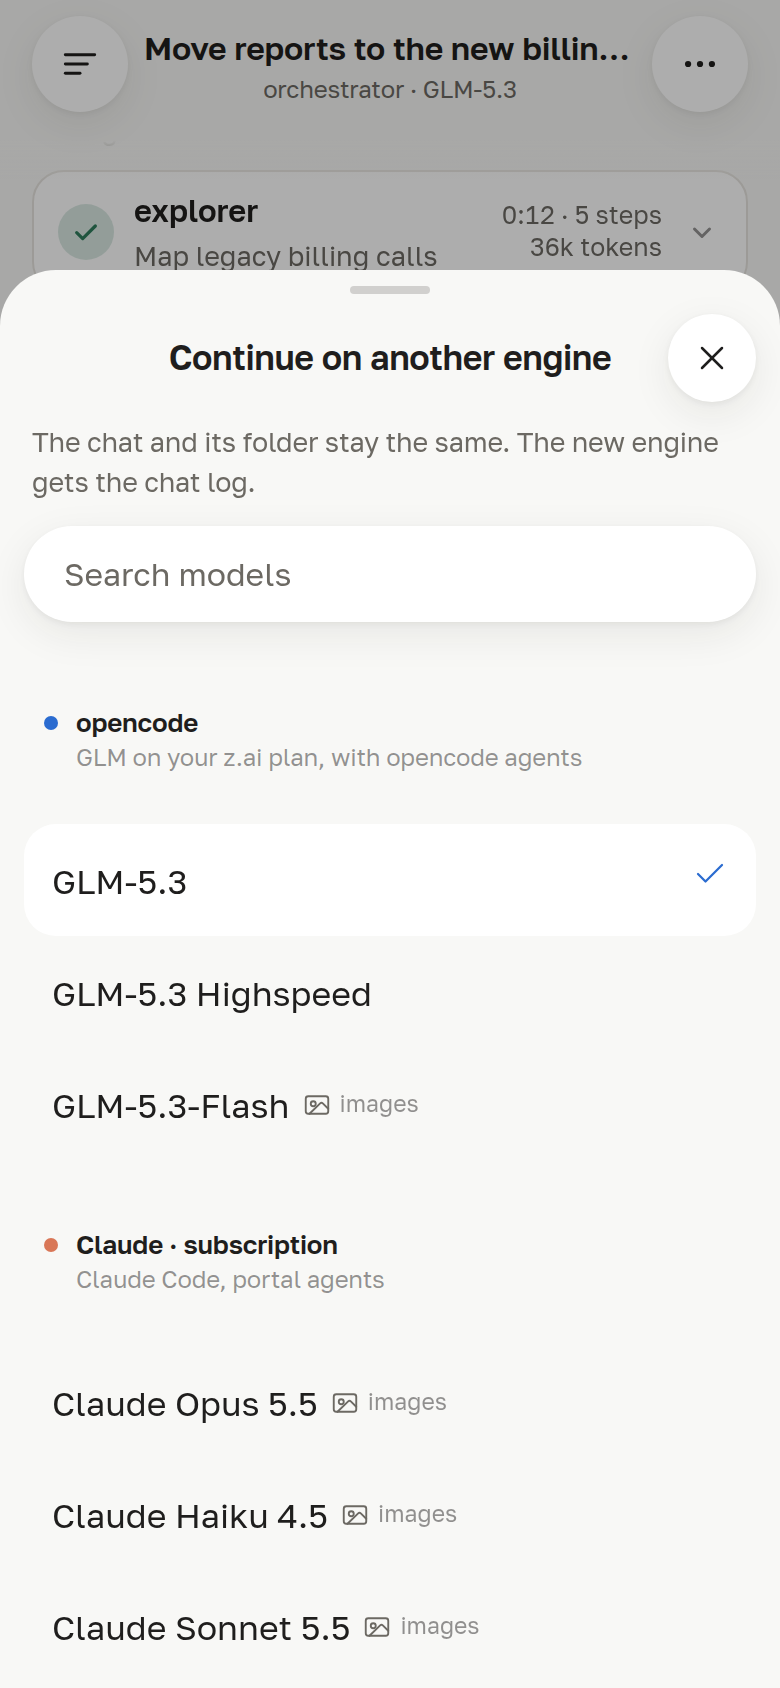 Move reports to the new billin…
orchestrator · GLM-5.3
explorer
0:12 · 5 steps
Map legacy billing calls
36k tokens
Continue on another engine
The chat and its folder stay the same. The new engine
gets the chat log.
Search models
opencode
GLM on your z.ai plan, with opencode agents
GLM-5.3
GLM-5.3 Highspeed
GLM-5.3-Flash images
Claude · subscription
Claude Code, portal agents
Claude Opus 5.5 images
Claude Haiku 4.5 images
Claude Sonnet 5.5 images